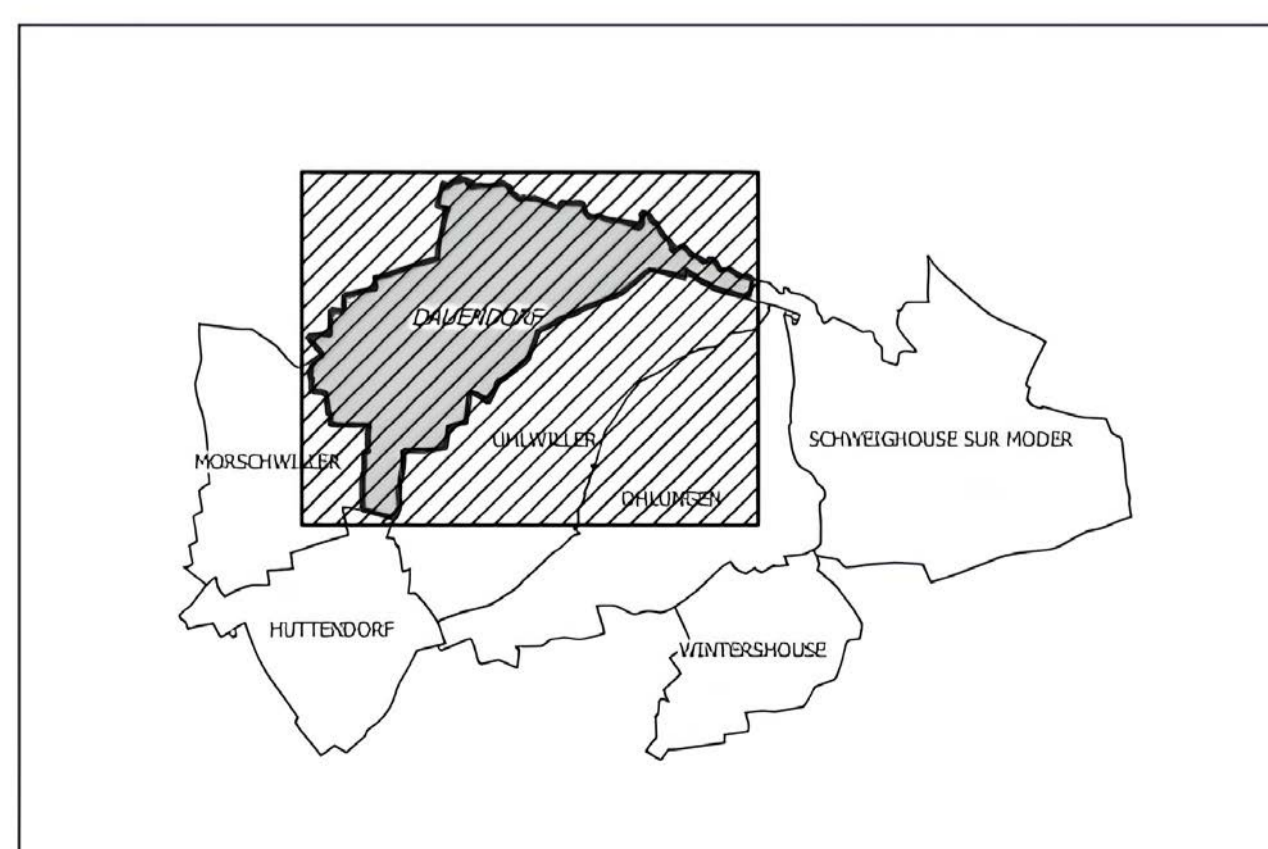 DAUENDORF
UHLWILLER
SCHWEIGHOUSE SUR MODER
MORSCHWILLER
OHLUNGEN
HUTTENDORF
WINTERSHOUSE